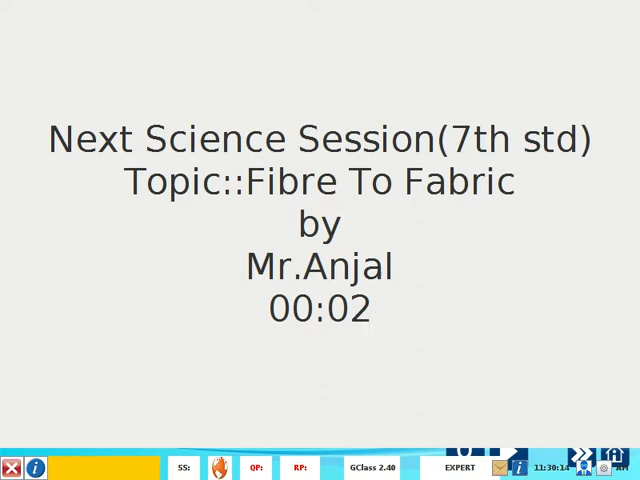 Next Science Session(7th std)
Topic::Fibre To Fabric
by
Mr.Anjal
00:02
SS: QP: RP: GClass 2.40 EXPERT 11:30:14 AM